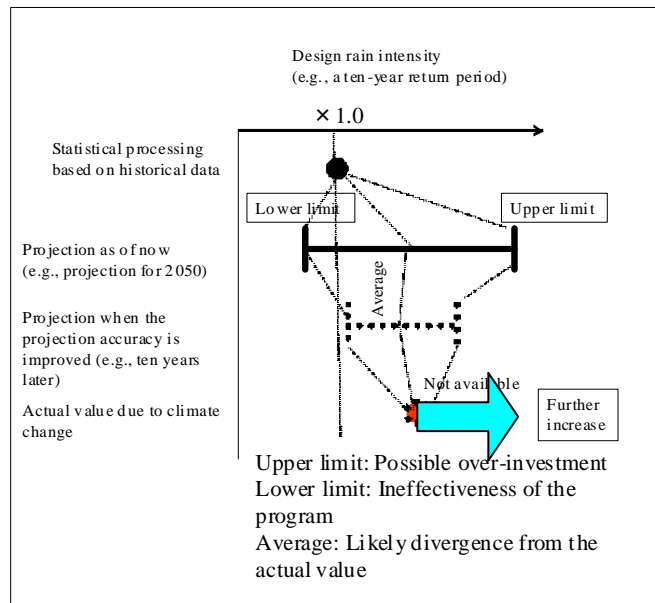 Design rain intensity
(e.g., a ten-year return period)
× 1.0
Statistical processing
based on historical data
Lower limit
Upper limit
Projection as of now
(e.g., projection for 2050)
Average
Projection when the
projection accuracy is
improved (e.g., ten years
later)
Not available
Actual value due to climate
change
Further
increase
Upper limit: Possible over-investment
Lower limit: Ineffectiveness of the
program
Average: Likely divergence from the
actual value